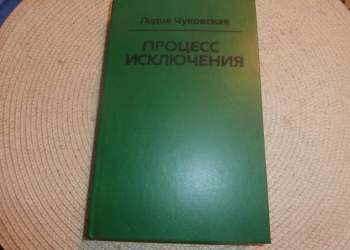 Лидия Чуковская
ПРОЦЕСС
ИСКЛЮЧЕНИЯ